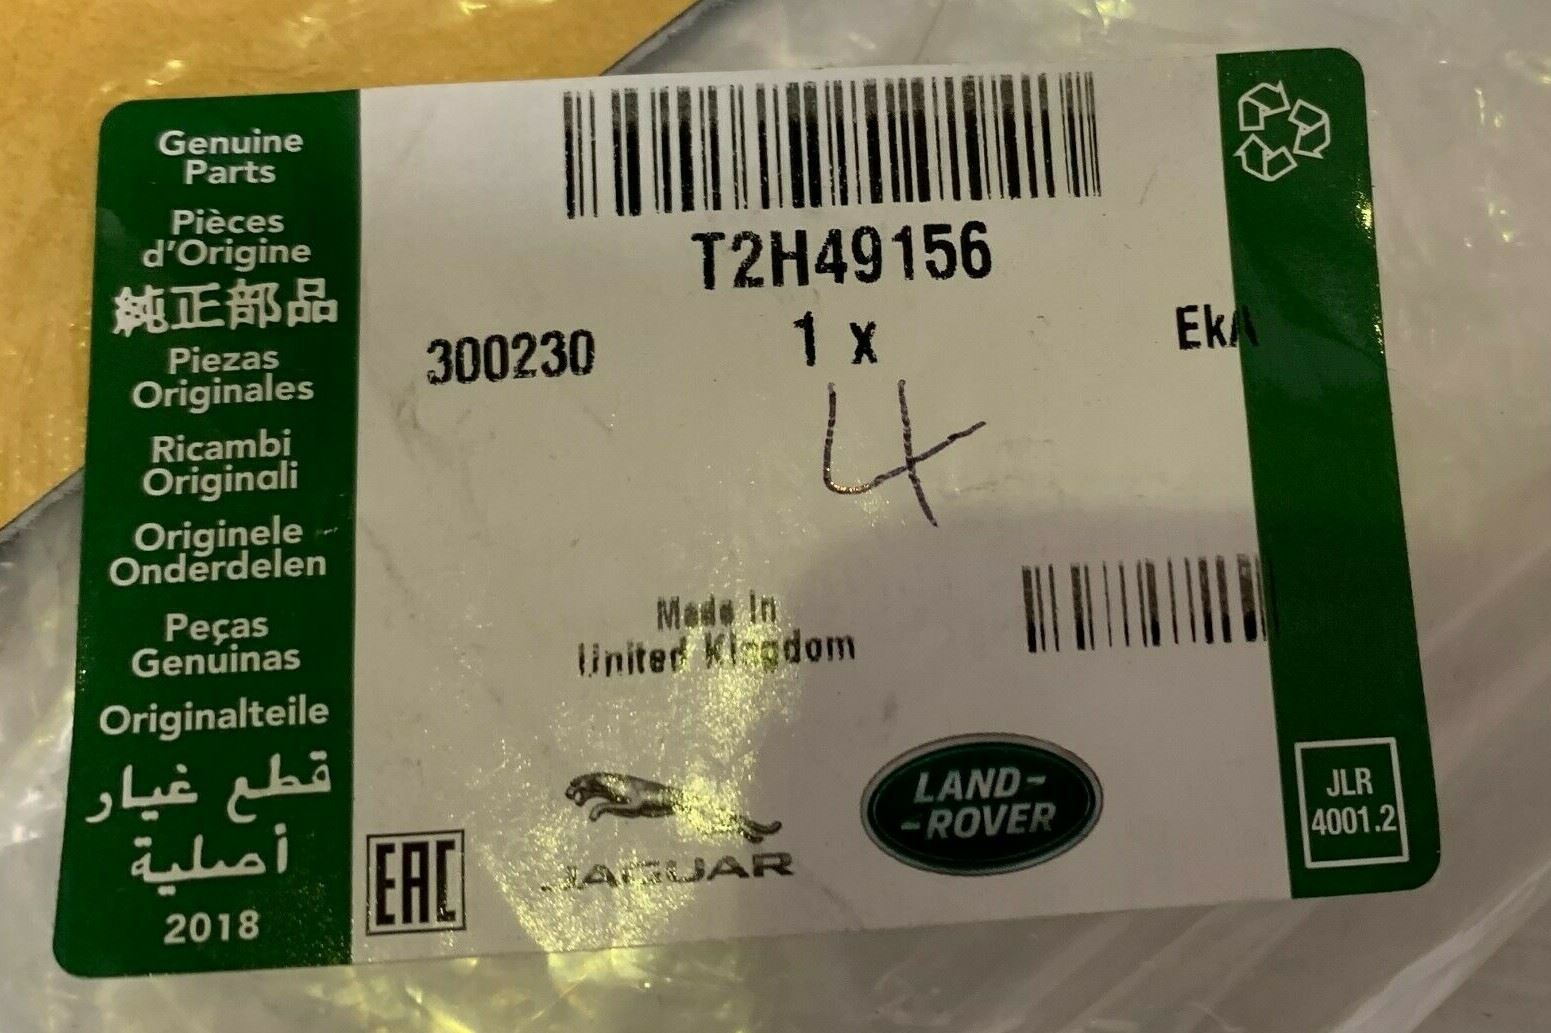 Genuine
Parts
Pièces
d'Origine
純正部品
Piezas
Originales
Ricambi
Originali
Originele
Onderdelen
Peças
Genuinas
Originalteile
قطع غيار
أصلية
2018
T2H49156
300230
1 x
EkA
4
Made In
United Kingdom
EAC
JAGUAR
LAND-
-ROVER
JLR
4001.2